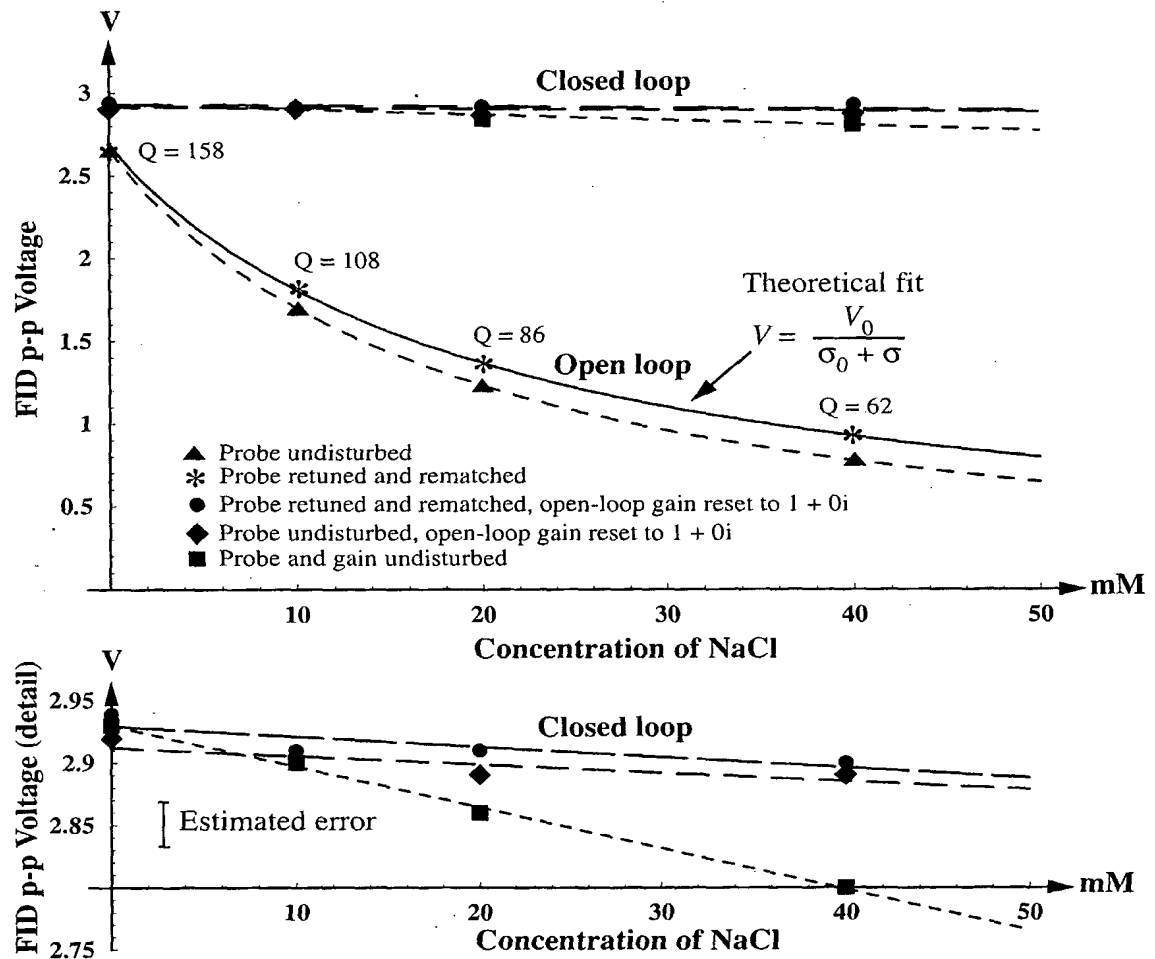 V
3
2.5
2
1.5
1
0.5
FID p-p Voltage
Closed loop
Q = 158
Q = 108
Q = 86
Q = 62
Open loop
Theoretical fit
V = V0 / σ0 + σ
▲ Probe undisturbed
* Probe retuned and rematched
● Probe retuned and rematched, open-loop gain reset to 1 + 0i
◆ Probe undisturbed, open-loop gain reset to 1 + 0i
■ Probe and gain undisturbed
10 20 30 40 50 mM
Concentration of NaCl
V
2.95
2.9
2.85
2.8
2.75
FID p-p Voltage (detail)
Closed loop
Estimated error
10 20 30 40 50 mM
Concentration of NaCl